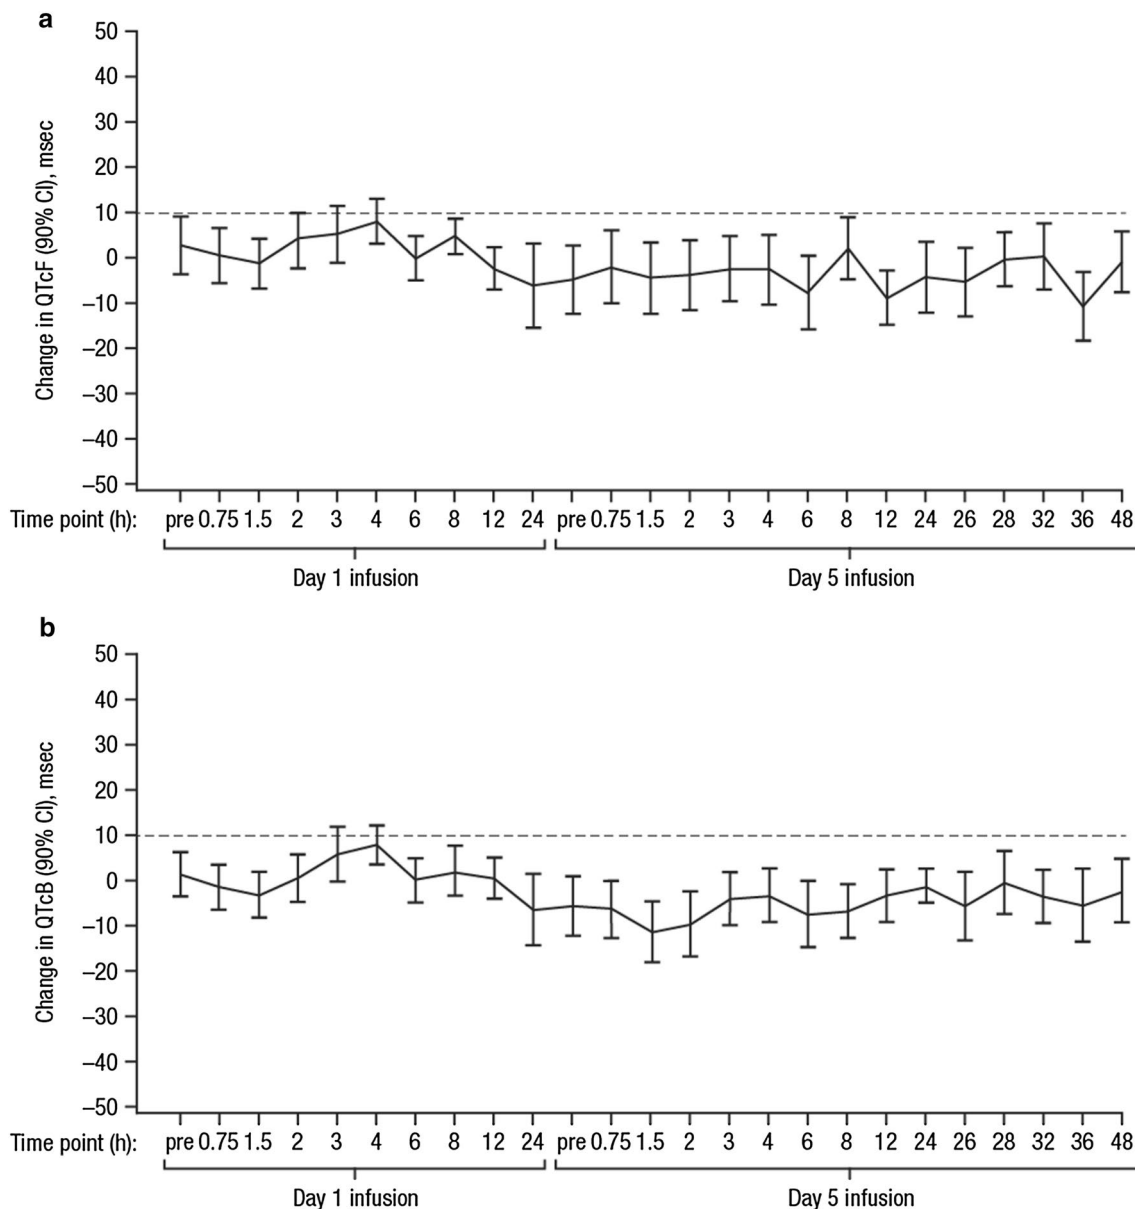 a
Change in QTcF (90% CI), msec
50
40
30
20
10
0
–10
–20
–30
–40
–50
Time point (h): pre 0.75 1.5 2 3 4 6 8 12 24 pre 0.75 1.5 2 3 4 6 8 12 24 26 28 32 36 48
Day 1 infusion Day 5 infusion
b
Change in QTcB (90% CI), msec
50
40
30
20
10
0
–10
–20
–30
–40
–50
Time point (h): pre 0.75 1.5 2 3 4 6 8 12 24 pre 0.75 1.5 2 3 4 6 8 12 24 26 28 32 36 48
Day 1 infusion Day 5 infusion